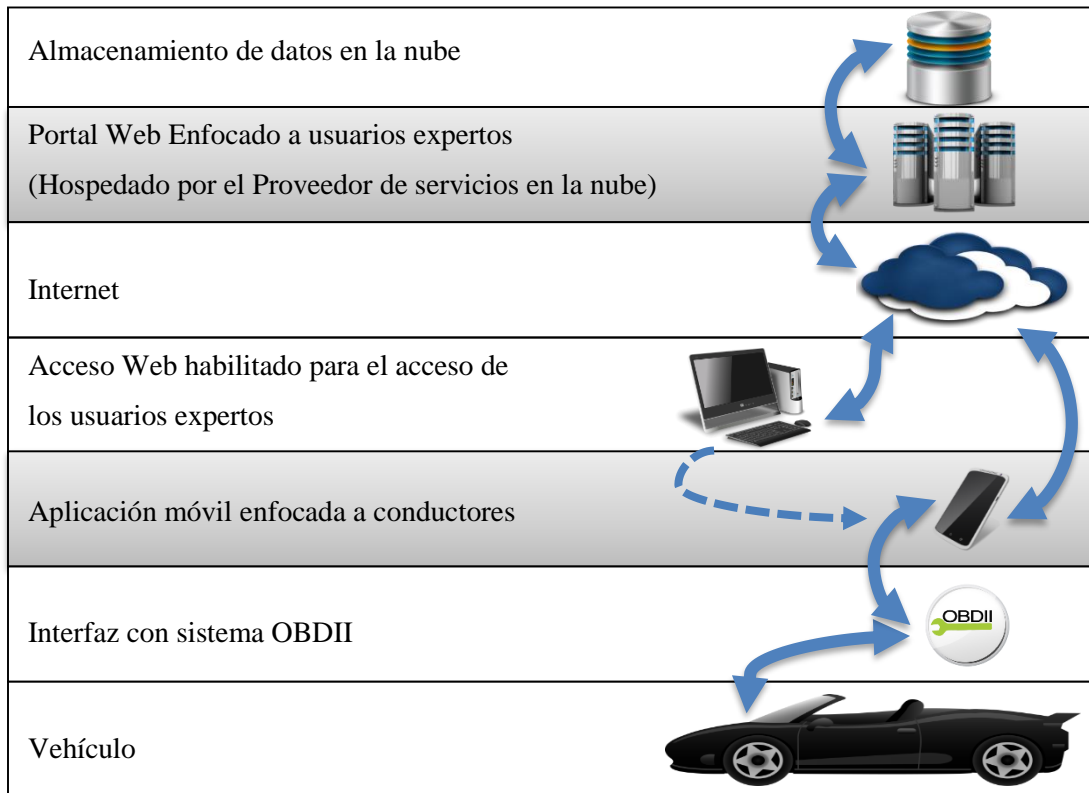 Almacenamiento de datos en la nube
Portal Web Enfocado a usuarios expertos
(Hospedado por el Proveedor de servicios en la nube)
Internet
Acceso Web habilitado para el acceso de
los usuarios expertos
Aplicación móvil enfocada a conductores
Interfaz con sistema OBDII
OBDII
Vehículo